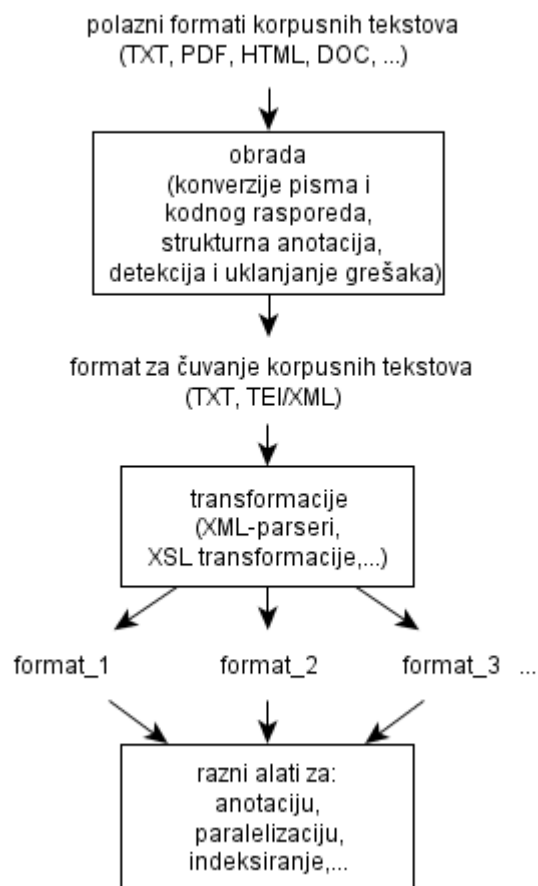 polazni formati korpusnih tekstova
(TXT, PDF, HTML, DOC, ...)
obrada
(konverzije pisma i
kodnog rasporeda,
strukturna anotacija,
detekcija i uklanjanje grešaka)
format za čuvanje korpusnih tekstova
(TXT, TEI/XML)
transformacije
(XML-parseri,
XSL transformacije,...)
format_1 format_2 format_3 ...
razni alati za:
anotaciju,
paralelizaciju,
indeksiranje,...